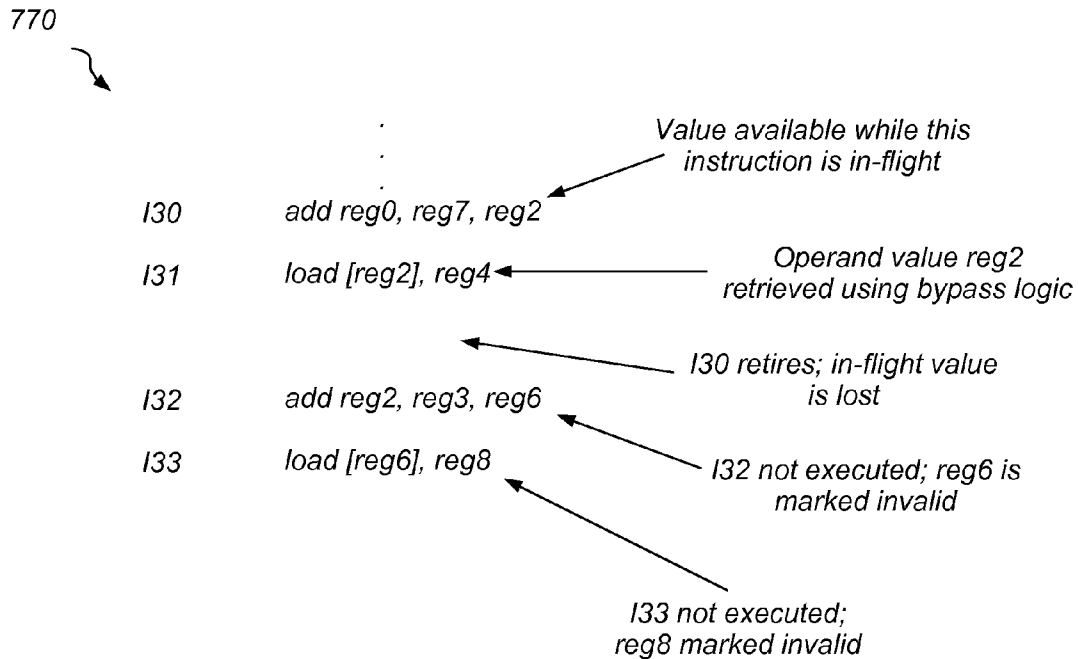 770
Value available while this
instruction is in-flight
I30 add reg0, reg7, reg2
I31 load [reg2], reg4
Operand value reg2
retrieved using bypass logic
I30 retires; in-flight value
is lost
I32 add reg2, reg3, reg6
I33 load [reg6], reg8
I32 not executed; reg6 is
marked invalid
I33 not executed;
reg8 marked invalid